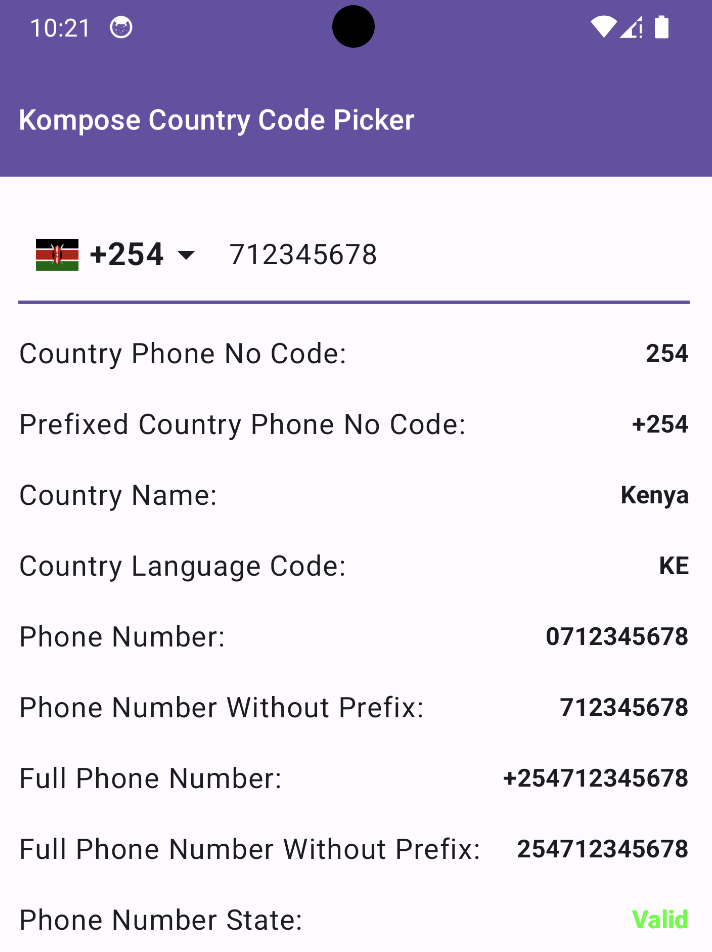 10:21
Kompose Country Code Picker
+254 712345678
Country Phone No Code: 254
Prefixed Country Phone No Code: +254
Country Name: Kenya
Country Language Code: KE
Phone Number: 0712345678
Phone Number Without Prefix: 712345678
Full Phone Number: +254712345678
Full Phone Number Without Prefix: 254712345678
Phone Number State: Valid